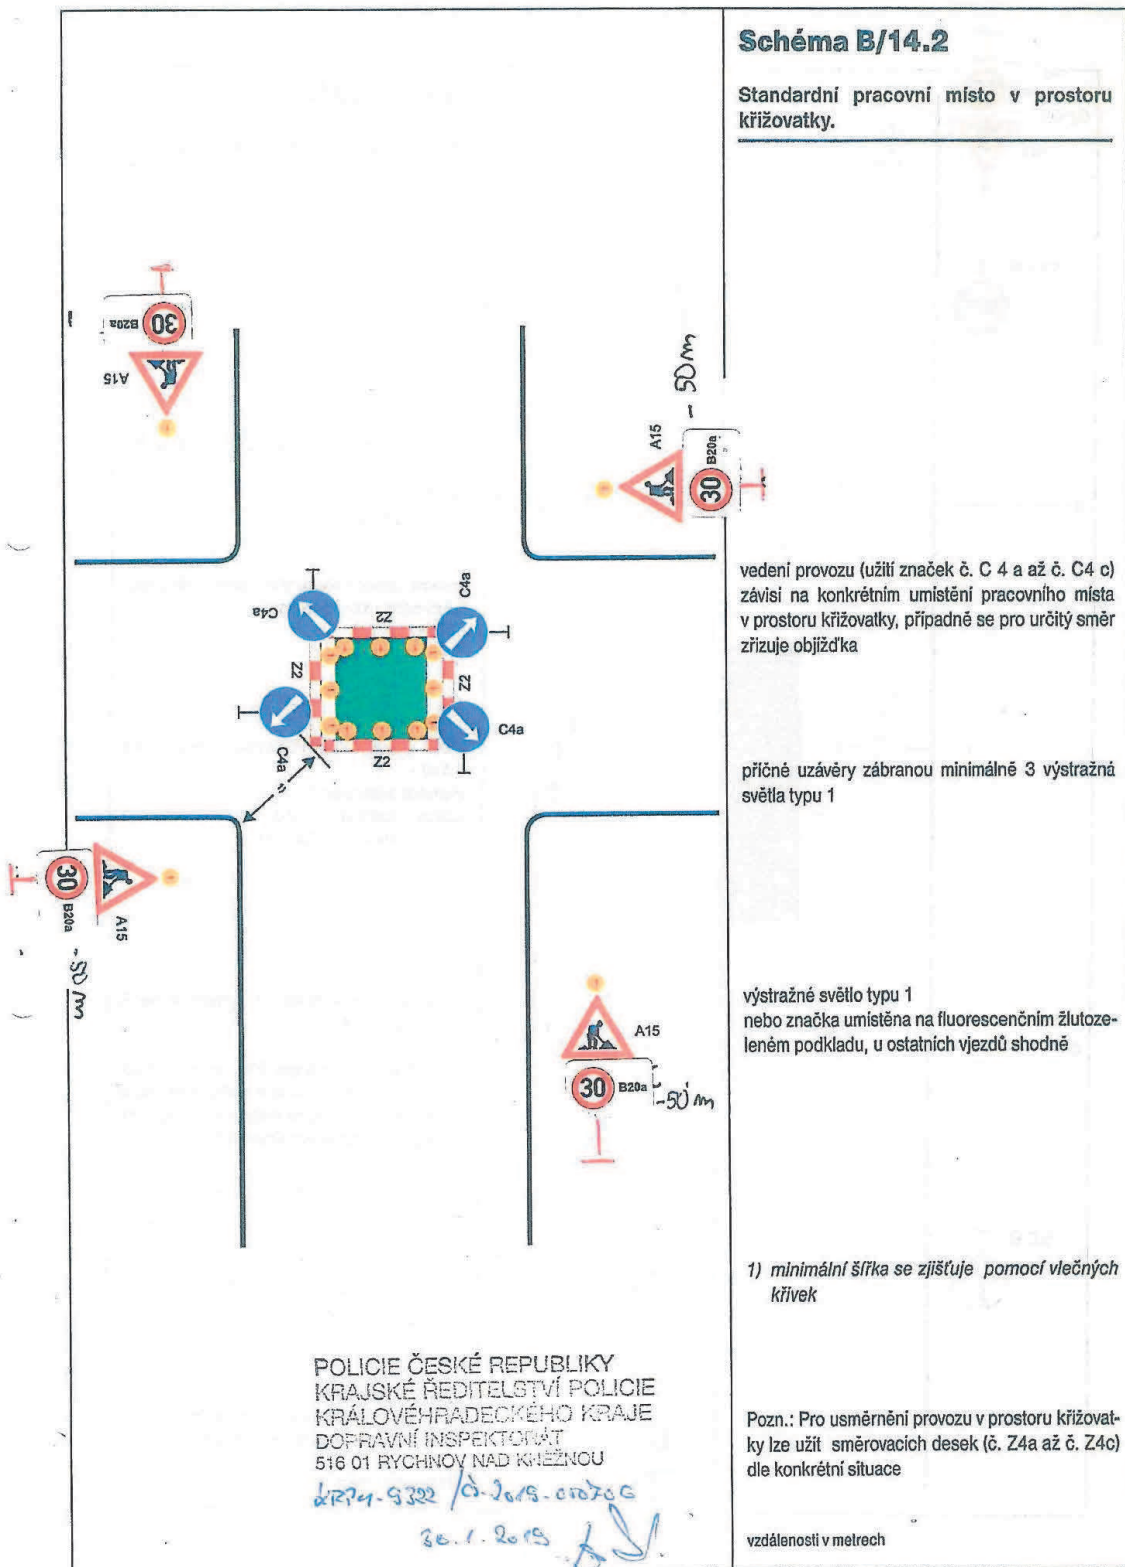 Schéma B/14.2
Standardní pracovní místo v prostoru
křižovatky.
30
B20a
A15
- 50 m
A15
30
B20a
vedení provozu (užití značek č. C 4 a až č. C4 c)
závisí na konkrétním umístění pracovního místa
v prostoru křižovatky, případně se pro určitý směr
zřizuje objížďka
C4a
Z2
C4a
Z2
Z2
C4a
Z2
C4a
příčné uzávěry zábranou minimálně 3 výstražná
světla typu 1
30
B20a
A15
- 50 m
výstražné světlo typu 1
nebo značka umístěna na fluorescenčním žlutoze-
leném podkladu, u ostatních vjezdů shodně
A15
30
B20a
-50 m
1) minimální šířka se zjišťuje pomocí vlečných
křivek
POLICIE ČESKÉ REPUBLIKY
KRAJSKÉ ŘEDITELSTVÍ POLICIE
KRÁLOVÉHRADECKÉHO KRAJE
DOPRAVNÍ INSPEKTORÁT
516 01 RYCHNOV NAD KNĚŽNOU
30.1.2019
Pozn.: Pro usměrnění provozu v prostoru křižovat-
ky lze užít směrovacích desek (č. Z4a až č. Z4c)
dle konkrétní situace
vzdálenosti v metrech